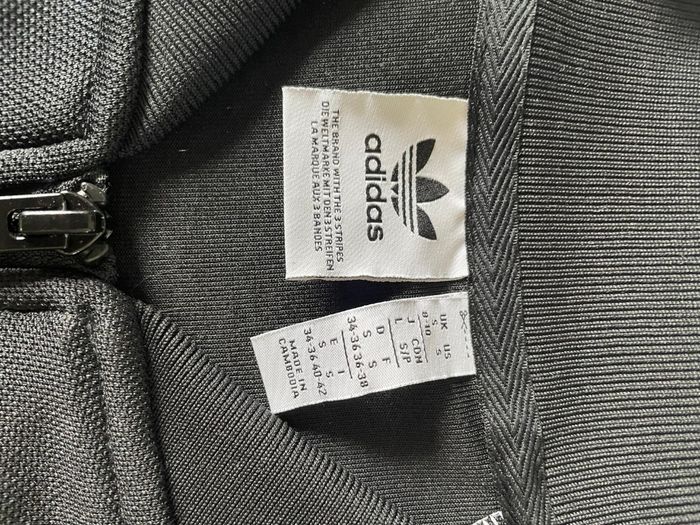 adidas
THE BRAND WITH THE 3 STRIPES
DIE WELTMARKE MIT DEN 3 STREIFEN
LA MARQUE AUX 3 BANDES
UK US
S S
8-10
J CDN
L S/P
D F
S S
34-36 36-38
E I
S S
34-36 40-42
MADE IN
CAMBODIA